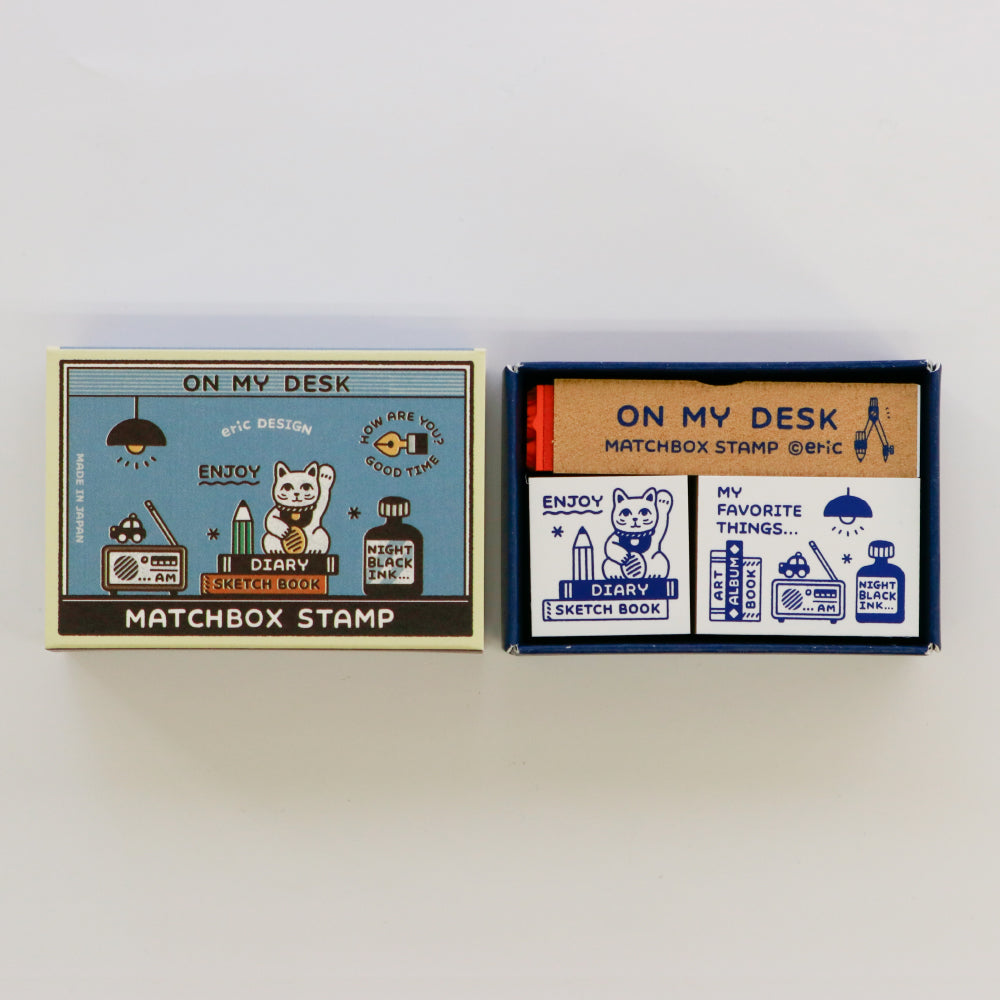 ON MY DESK
eric DESIGN
HOW ARE YOU?
GOOD TIME
ENJOY
MADE IN JAPAN
... AM
DIARY
SKETCH BOOK
NIGHT
BLACK
INK...
MATCHBOX STAMP
ON MY DESK
MATCHBOX STAMP ©eric
ENJOY
DIARY
SKETCH BOOK
MY
FAVORITE
THINGS...
ART
ALBUM
BOOK
... AM
NIGHT
BLACK
INK...